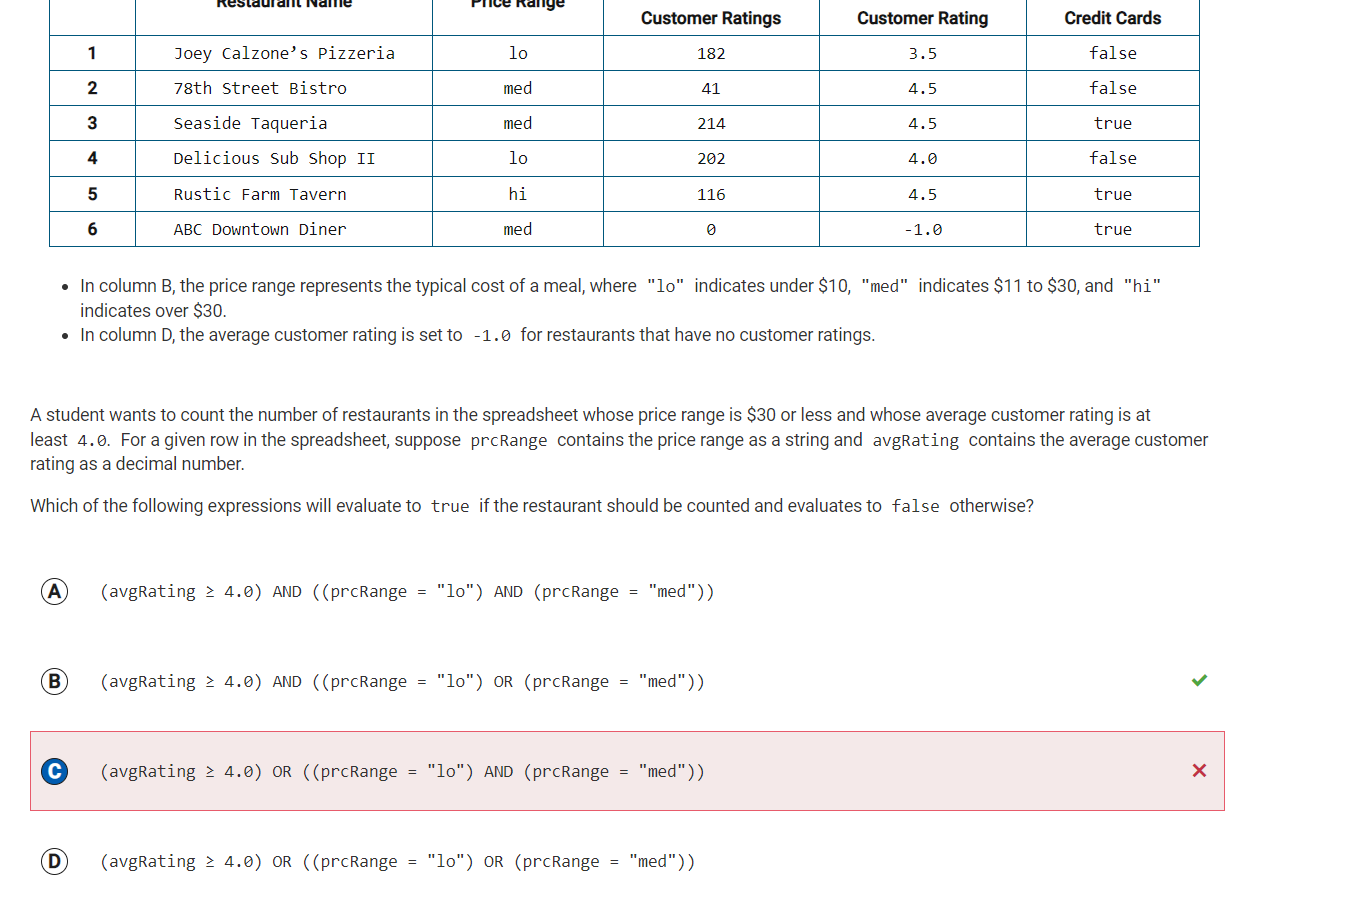 Restaurant Name Price Range
Customer Ratings Customer Rating Credit Cards
1 Joey Calzone’s Pizzeria lo 182 3.5 false
2 78th Street Bistro med 41 4.5 false
3 Seaside Taqueria med 214 4.5 true
4 Delicious Sub Shop II lo 202 4.0 false
5 Rustic Farm Tavern hi 116 4.5 true
6 ABC Downtown Diner med 0 -1.0 true
• In column B, the price range represents the typical cost of a meal, where "lo" indicates under $10, "med" indicates $11 to $30, and "hi"
indicates over $30.
• In column D, the average customer rating is set to -1.0 for restaurants that have no customer ratings.
A student wants to count the number of restaurants in the spreadsheet whose price range is $30 or less and whose average customer rating is at
least 4.0. For a given row in the spreadsheet, suppose prcRange contains the price range as a string and avgRating contains the average customer
rating as a decimal number.
Which of the following expressions will evaluate to true if the restaurant should be counted and evaluates to false otherwise?
A (avgRating ≥ 4.0) AND ((prcRange = "lo") AND (prcRange = "med"))
B (avgRating ≥ 4.0) AND ((prcRange = "lo") OR (prcRange = "med"))
C (avgRating ≥ 4.0) OR ((prcRange = "lo") AND (prcRange = "med"))
D (avgRating ≥ 4.0) OR ((prcRange = "lo") OR (prcRange = "med"))